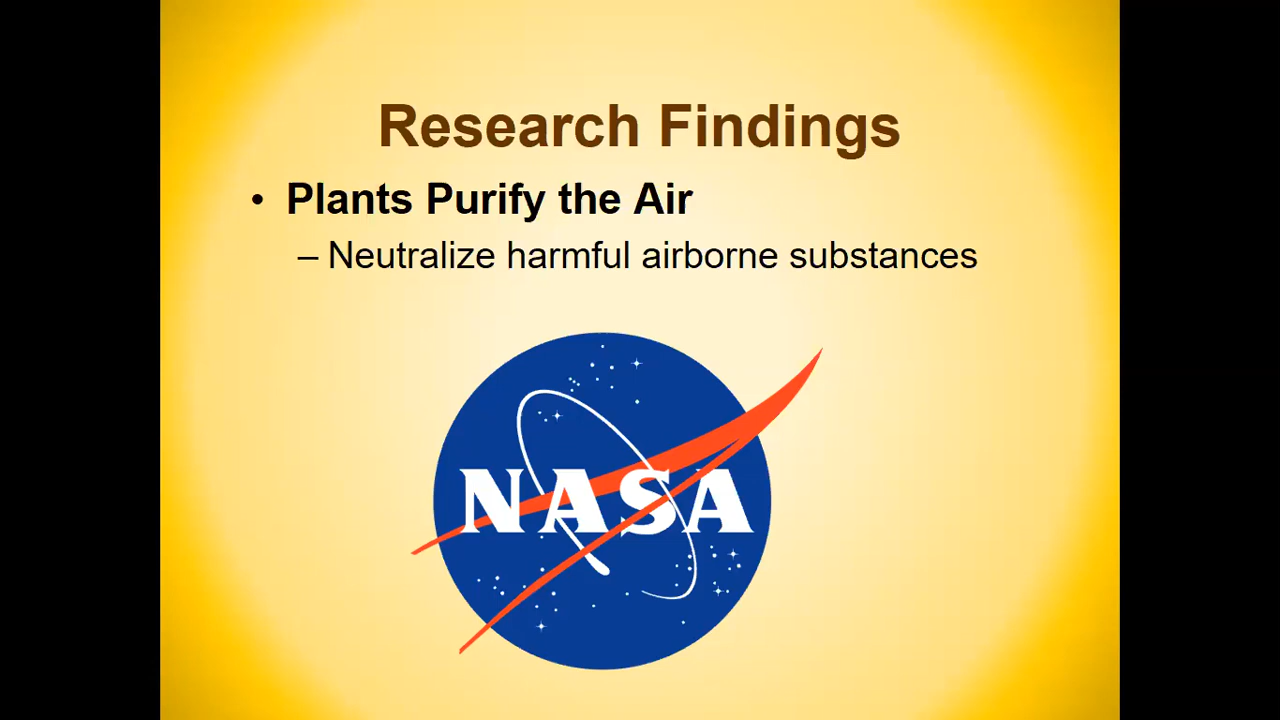 Research Findings
• Plants Purify the Air
– Neutralize harmful airborne substances
NASA